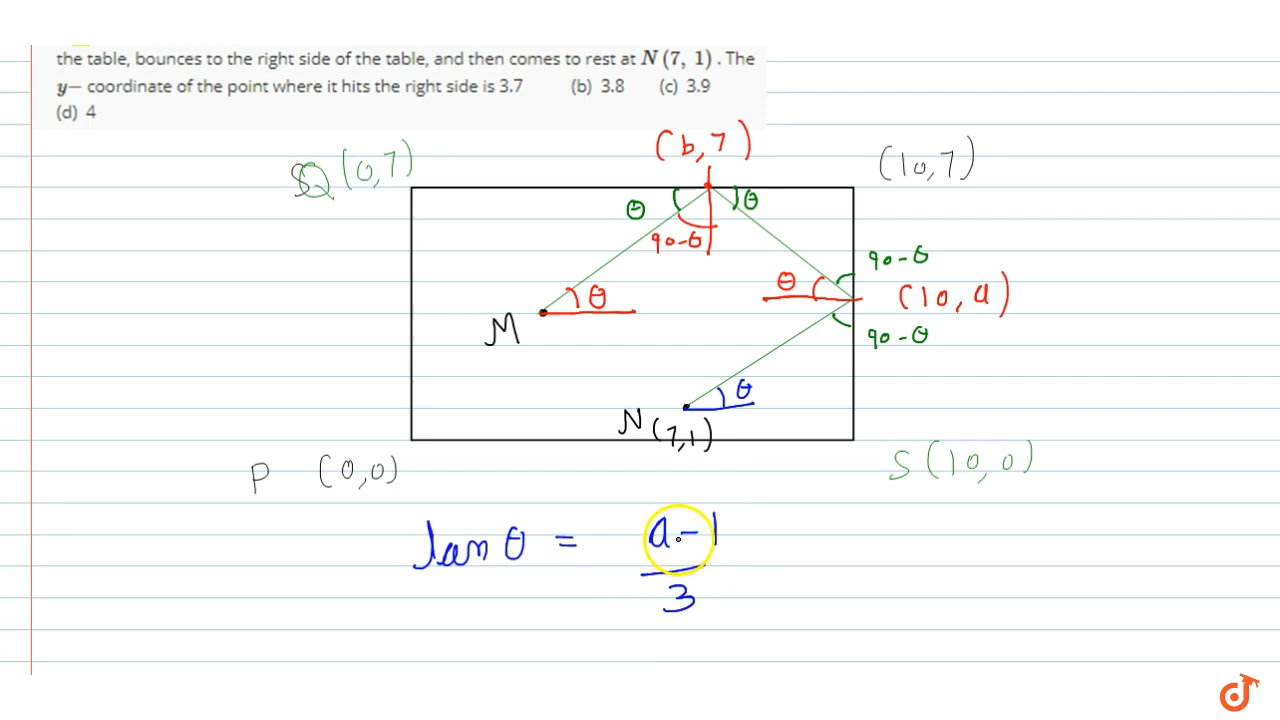 the table, bounces to the right side of the table, and then comes to rest at N (7, 1) . The
y− coordinate of the point where it hits the right side is 3.7 (b) 3.8 (c) 3.9
(d) 4
(b, 7)
Q (0, 7)
(10, 7)
θ
θ
90-θ
90-θ
θ
θ
(10, a)
M
90-θ
θ
N (7, 1)
P (0, 0)
S (10, 0)
tan θ = a - 1
3